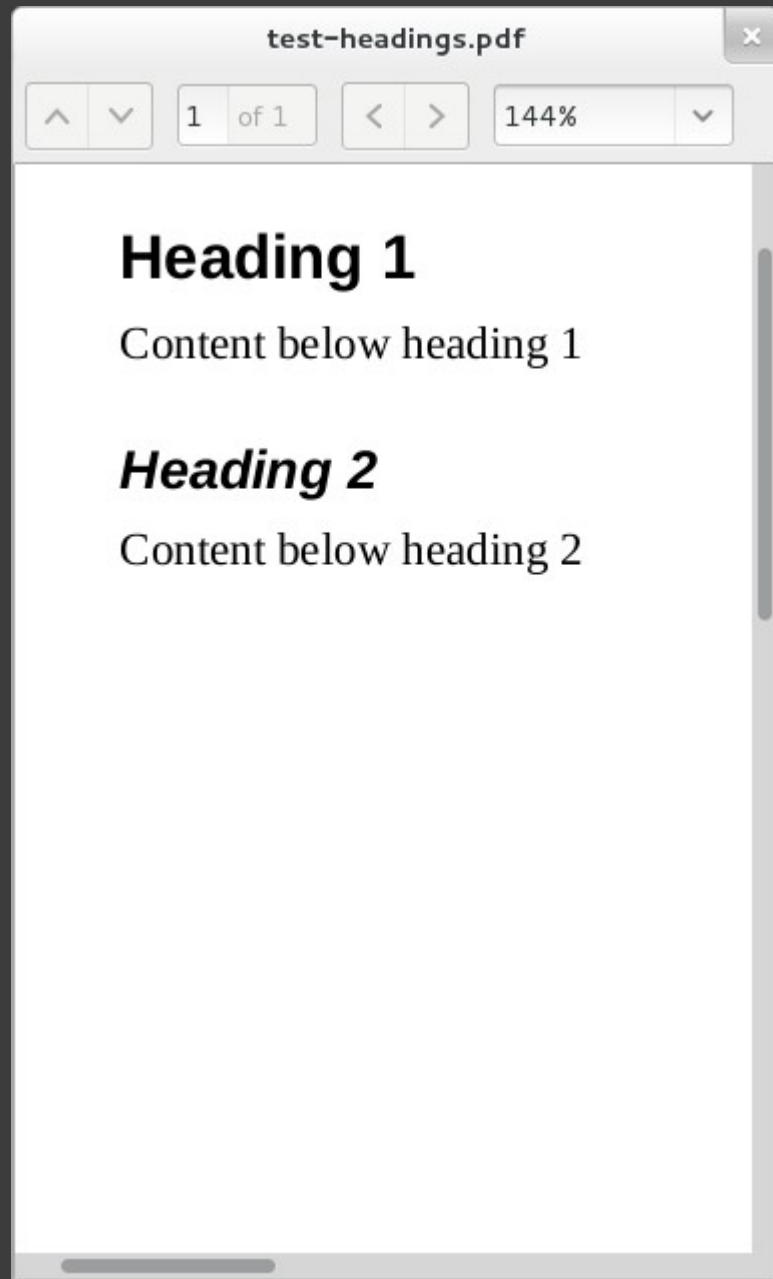 test-headings.pdf
1 of 1 144%
Heading 1
Content below heading 1
Heading 2
Content below heading 2